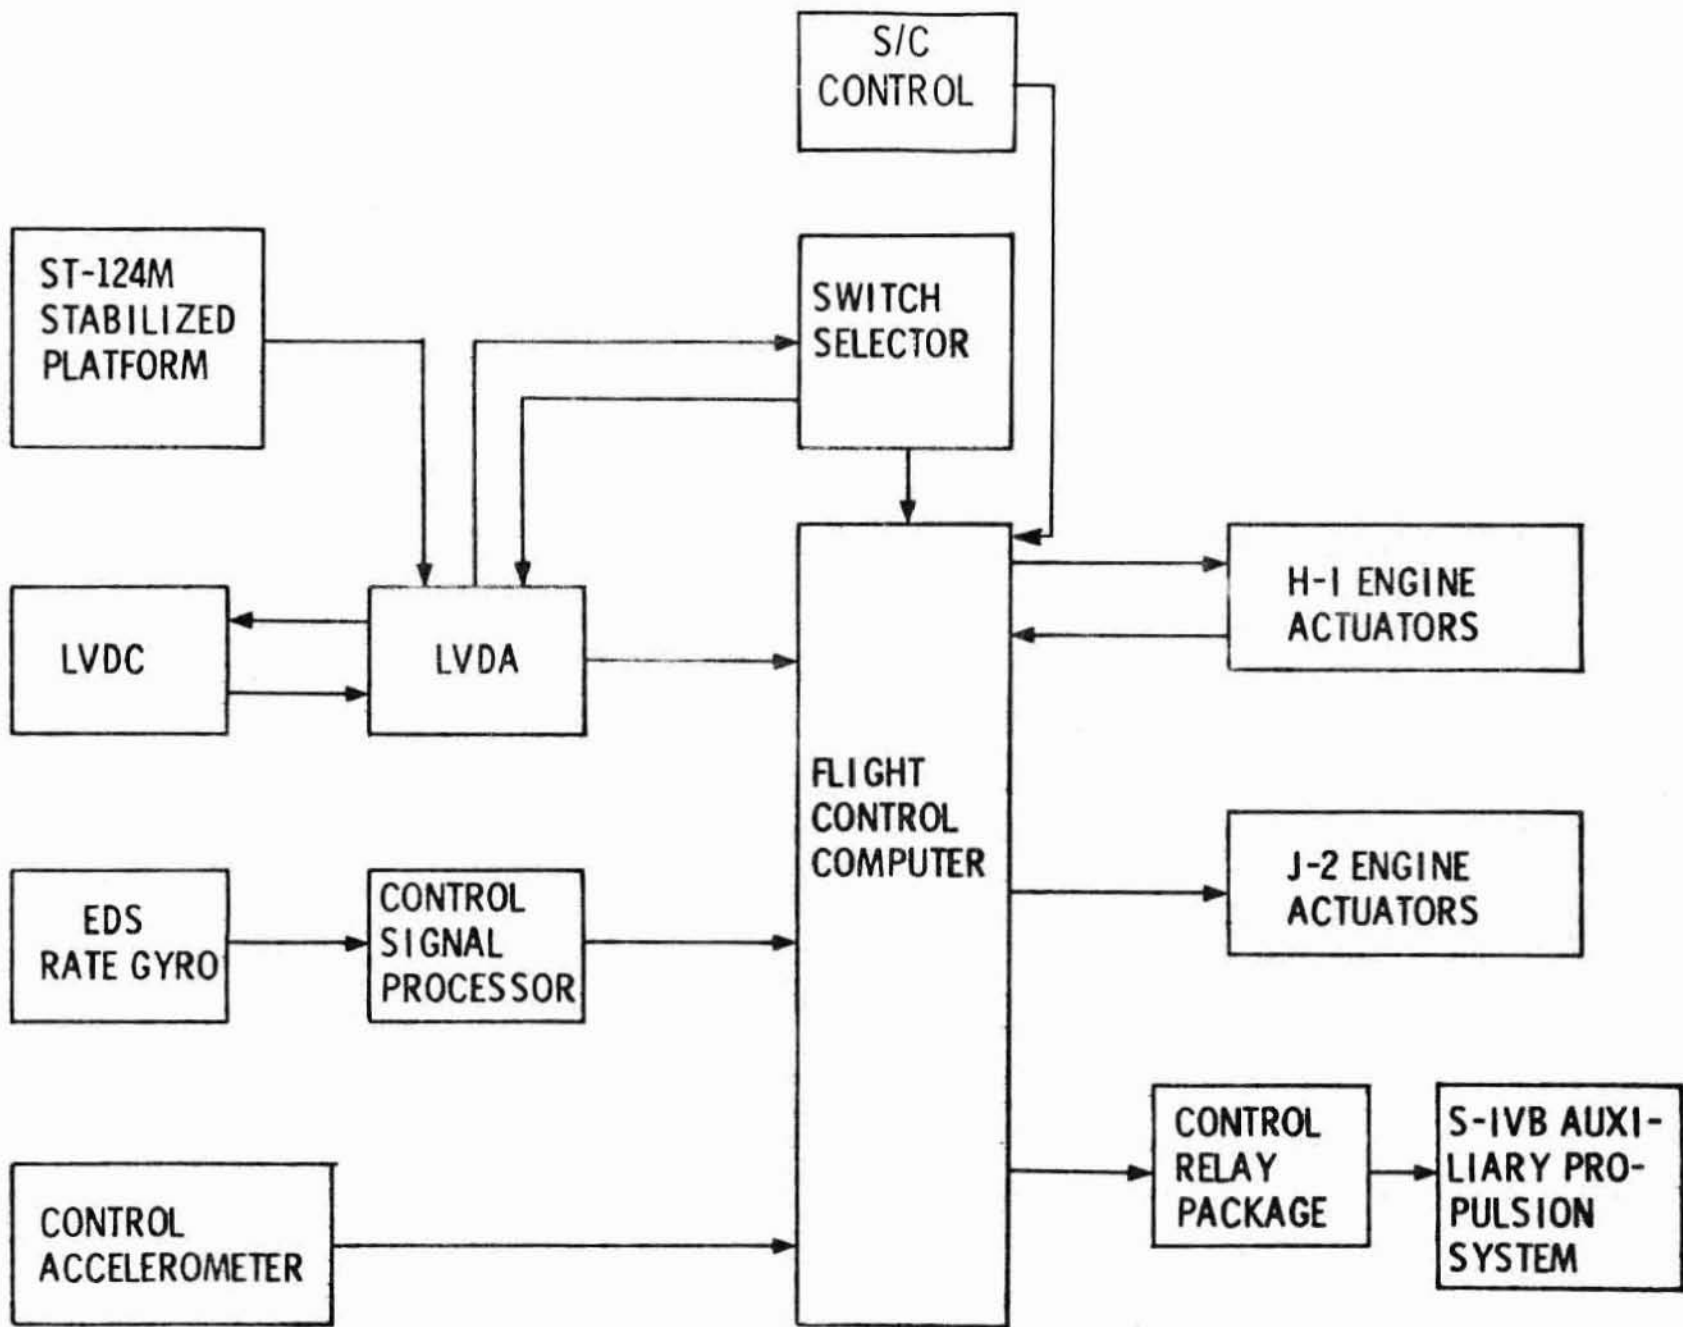 S/C
CONTROL
ST-124M
STABILIZED
PLATFORM
SWITCH
SELECTOR
LVDC
LVDA
H-1 ENGINE
ACTUATORS
FLIGHT
CONTROL
COMPUTER
J-2 ENGINE
ACTUATORS
EDS
RATE GYRO
CONTROL
SIGNAL
PROCESSOR
CONTROL
RELAY
PACKAGE
S-IVB AUXI-
LIARY PRO-
PULSION
SYSTEM
CONTROL
ACCELEROMETER